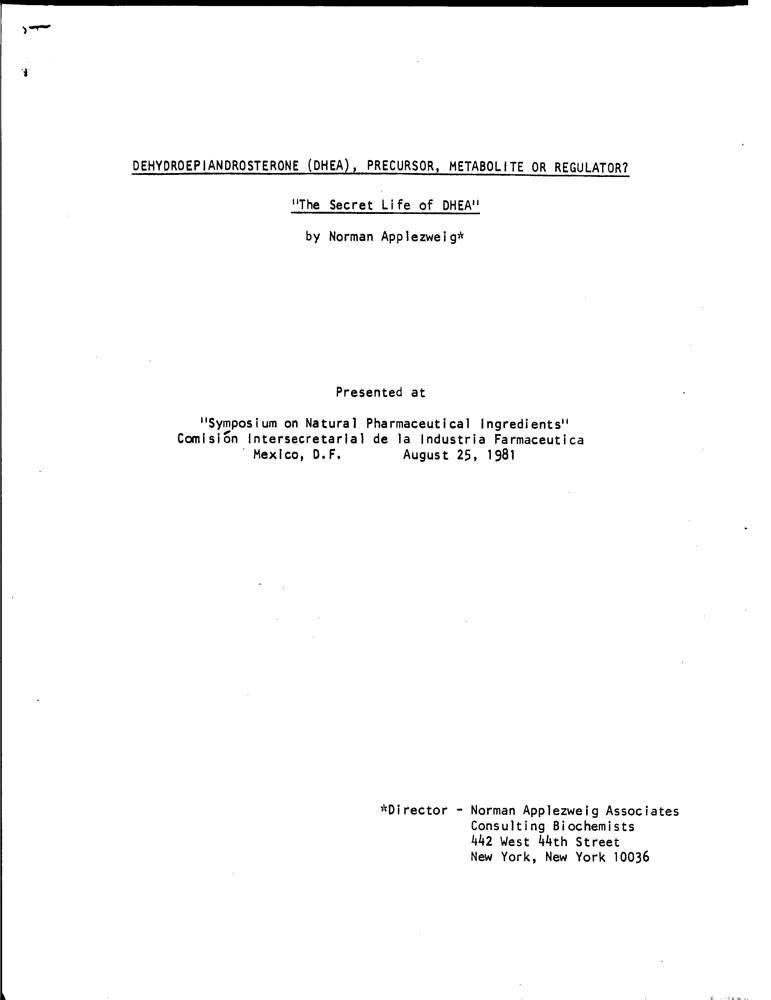 DEHYDROEPIANDROSTERONE (DHEA), PRECURSOR, METABOLITE OR REGULATOR?
"The Secret Life of DHEA"
by Norman Applezweig*
Presented at
"Symposium on Natural Pharmaceutical Ingredients"
Comisión Intersecretarial de la Industria Farmaceutica
Mexico, D.F. August 25, 1981
*Director - Norman Applezweig Associates
Consulting Biochemists
442 West 44th Street
New York, New York 10036